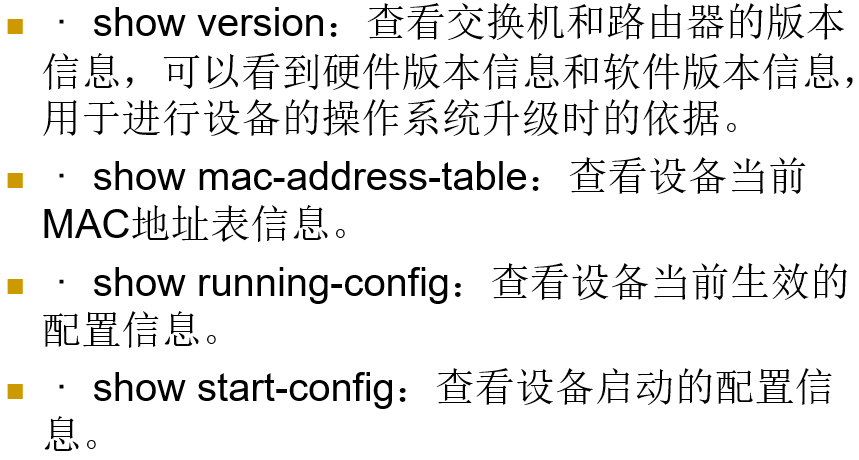 · show version：查看交换机和路由器的版本
信息，可以看到硬件版本信息和软件版本信息，
用于进行设备的操作系统升级时的依据。
· show mac-address-table：查看设备当前
MAC地址表信息。
· show running-config：查看设备当前生效的
配置信息。
· show start-config：查看设备启动的配置信
息。